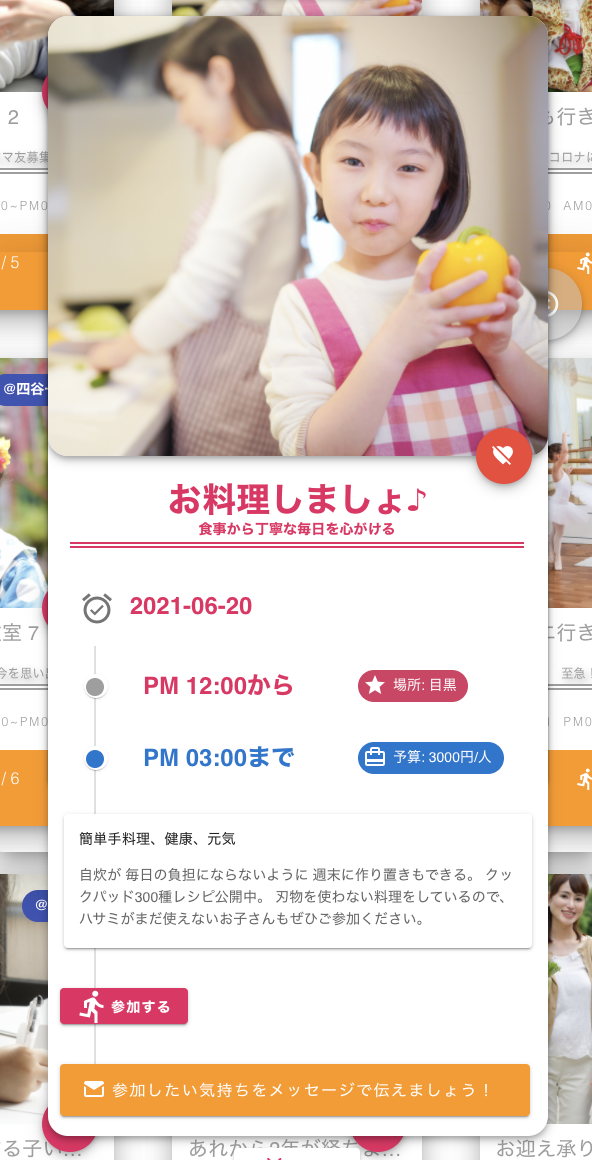 お料理しましょ♪
食事から丁寧な毎日を心がける
2021-06-20
PM 12:00から
場所: 目黒
PM 03:00まで
予算: 3000円/人
簡単手料理、健康、元気
自炊が 毎日の負担にならないように 週末に作り置きもできる。 クッ
クパッド300種レシピ公開中。 刃物を使わない料理をしているので、
ハサミがまだ使えないお子さんもぜひご参加ください。
参加する
参加したい気持ちをメッセージで伝えましょう！
2
マ友募集
0~PM0
/ 5
@四谷
室 7
今を思い出
0~PM0
/ 6
@
る子い...
あれから2年が経ちま...
お迎え承り
行き
コロナに
AM0
に行き
至急！
PM0